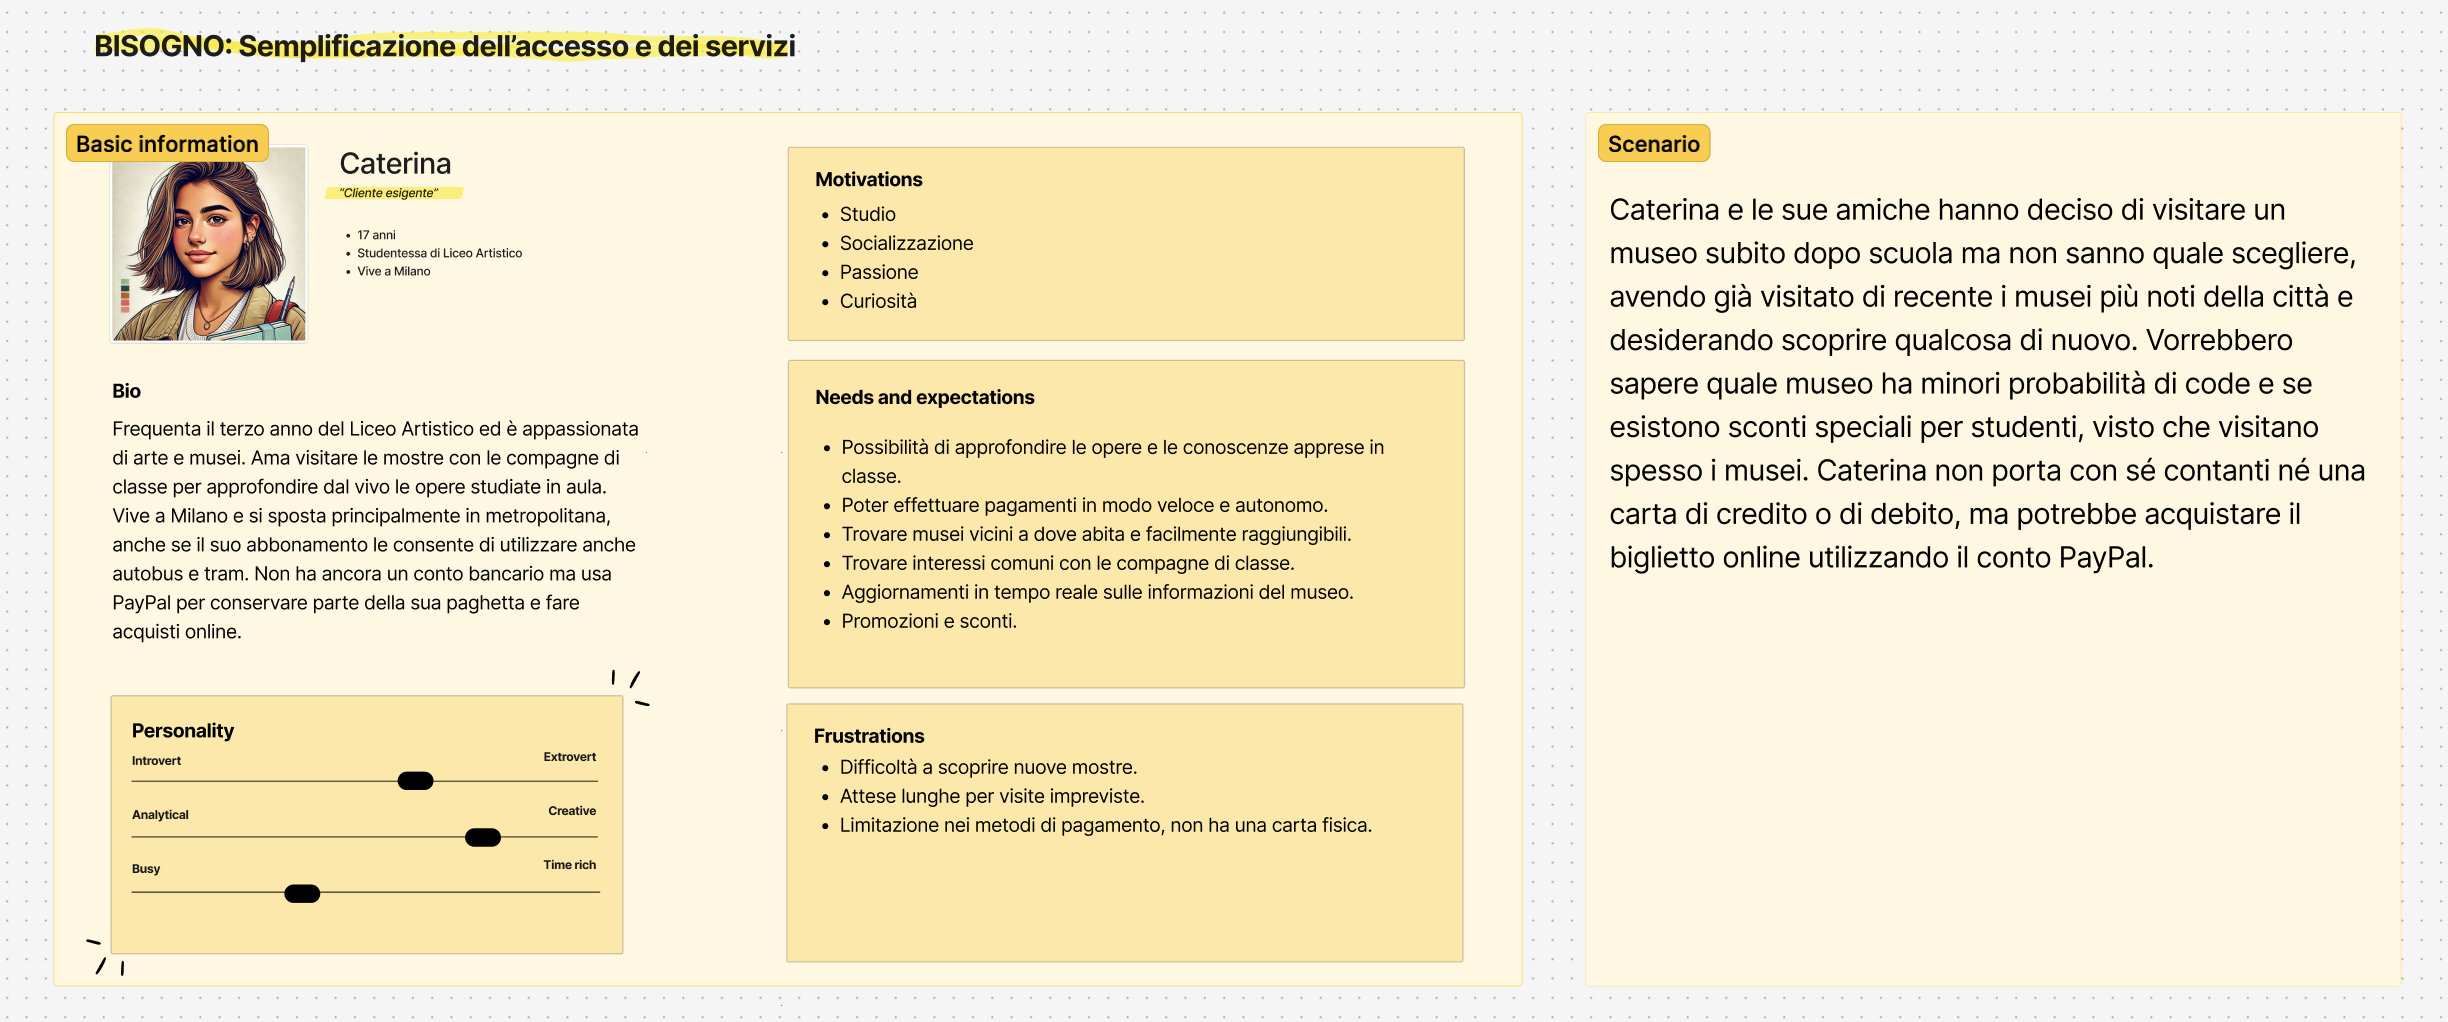 BISOGNO: Semplificazione dell’accesso e dei servizi
Basic information
Caterina
“Cliente esigente”
• 17 anni
• Studentessa di Liceo Artistico
• Vive a Milano
Bio
Frequenta il terzo anno del Liceo Artistico ed è appassionata
di arte e musei. Ama visitare le mostre con le compagne di
classe per approfondire dal vivo le opere studiate in aula.
Vive a Milano e si sposta principalmente in metropolitana,
anche se il suo abbonamento le consente di utilizzare anche
autobus e tram. Non ha ancora un conto bancario ma usa
PayPal per conservare parte della sua paghetta e fare
acquisti online.
Personality
Introvert
Extrovert
Analytical
Creative
Busy
Time rich
Motivations
• Studio
• Socializzazione
• Passione
• Curiosità
Needs and expectations
• Possibilità di approfondire le opere e le conoscenze apprese in
classe.
• Poter effettuare pagamenti in modo veloce e autonomo.
• Trovare musei vicini a dove abita e facilmente raggiungibili.
• Trovare interessi comuni con le compagne di classe.
• Aggiornamenti in tempo reale sulle informazioni del museo.
• Promozioni e sconti.
Frustrations
• Difficoltà a scoprire nuove mostre.
• Attese lunghe per visite impreviste.
• Limitazione nei metodi di pagamento, non ha una carta fisica.
Scenario
Caterina e le sue amiche hanno deciso di visitare un
museo subito dopo scuola ma non sanno quale scegliere,
avendo già visitato di recente i musei più noti della città e
desiderando scoprire qualcosa di nuovo. Vorrebbero
sapere quale museo ha minori probabilità di code e se
esistono sconti speciali per studenti, visto che visitano
spesso i musei. Caterina non porta con sé contanti né una
carta di credito o di debito, ma potrebbe acquistare il
biglietto online utilizzando il conto PayPal.